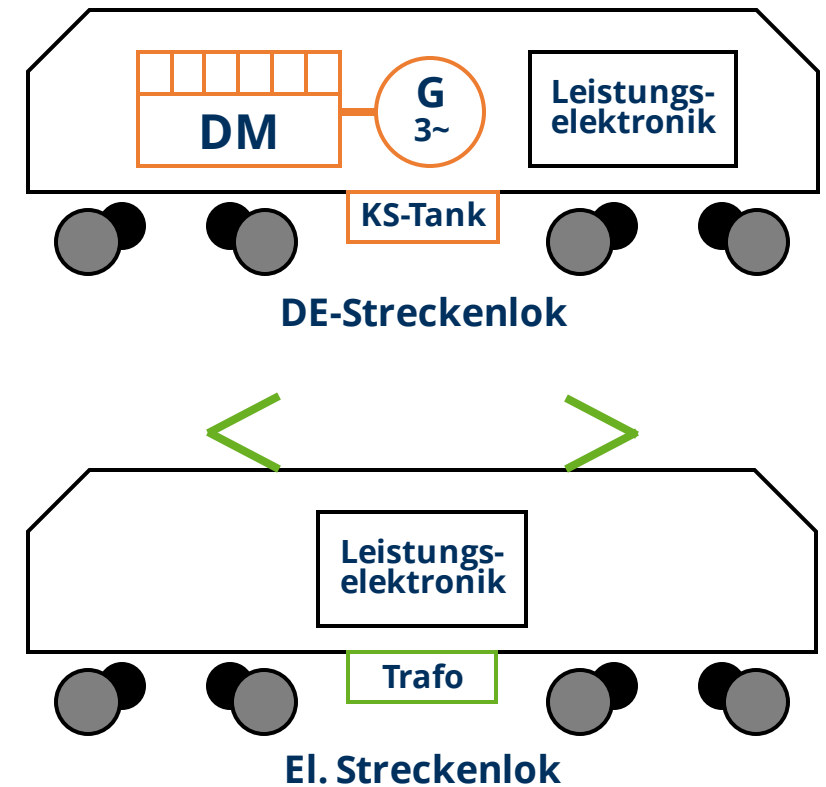 DM
G
3~
Leistungs-
elektronik
KS-Tank
DE-Streckenlok
Leistungs-
elektronik
Trafo
El. Streckenlok